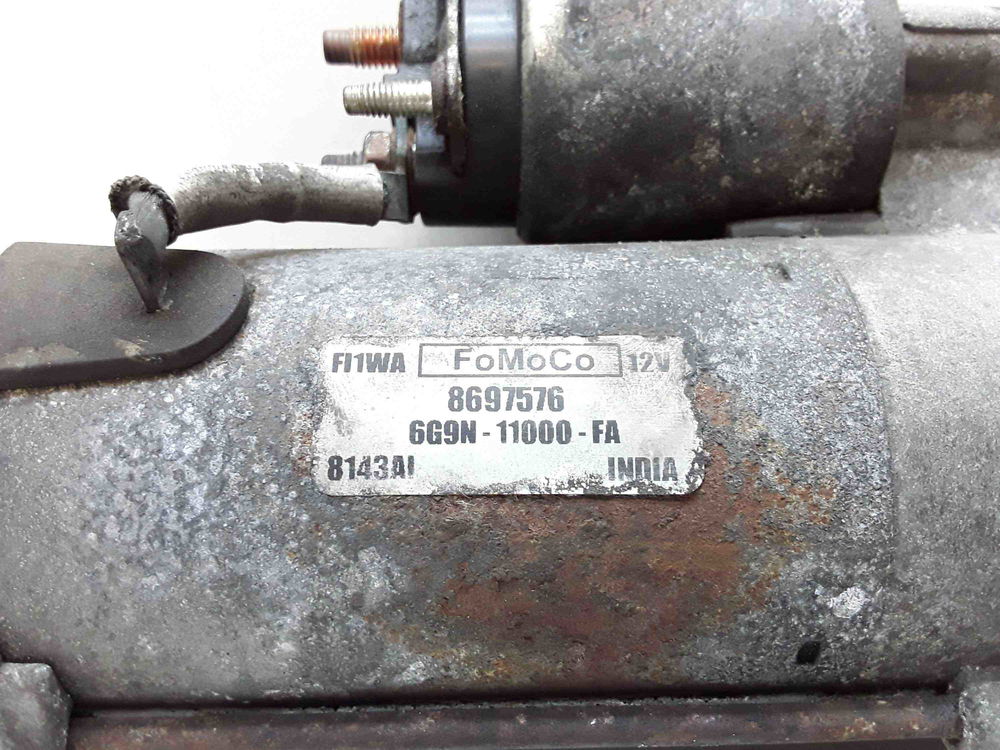 FI1WA FoMoCo 12V
8697576
6G9N - 11000 - FA
8143AI INDIA